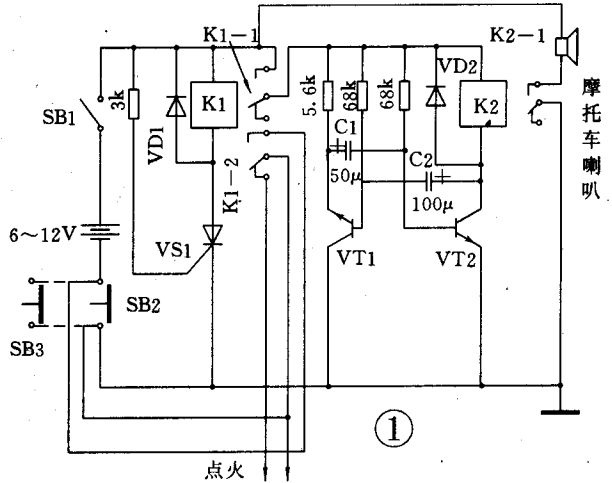 K1-1
K2-1
SB1
3k
VD1
K1
5.6k
68k
68k
VD2
K2
C1
50μ
C2
100μ
K1-2
摩托车喇叭
6～12V
VS1
VT1
VT2
SB2
SB3
①
点火